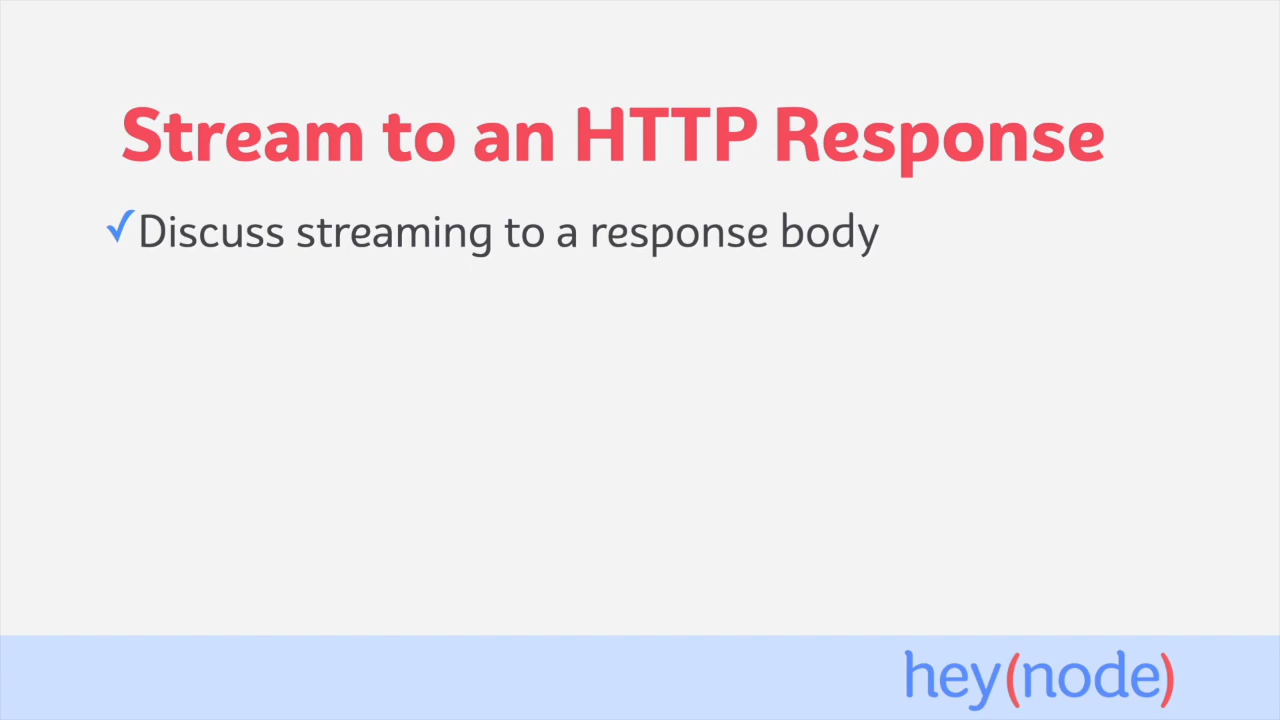 Stream to an HTTP Response
✓Discuss streaming to a response body
hey(node)